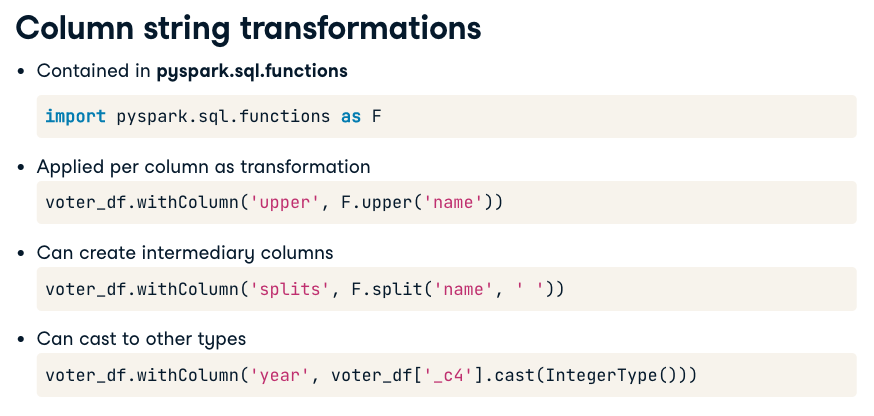 Column string transformations
• Contained in pyspark.sql.functions
import pyspark.sql.functions as F
• Applied per column as transformation
voter_df.withColumn('upper', F.upper('name'))
• Can create intermediary columns
voter_df.withColumn('splits', F.split('name', ' '))
• Can cast to other types
voter_df.withColumn('year', voter_df['_c4'].cast(IntegerType()))